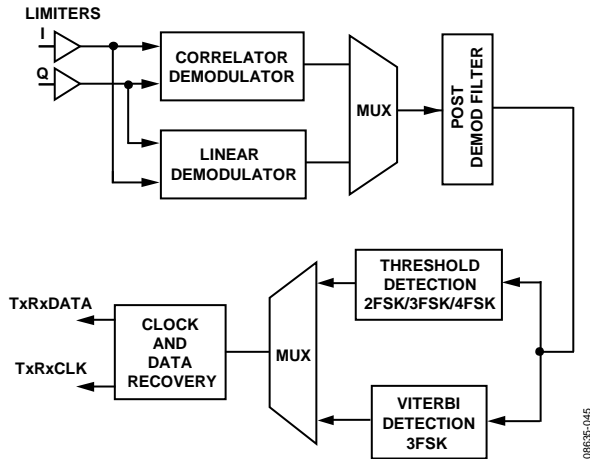 LIMITERS
I
Q
CORRELATOR
DEMODULATOR
LINEAR
DEMODULATOR
MUX
POST
DEMOD FILTER
THRESHOLD
DETECTION
2FSK/3FSK/4FSK
VITERBI
DETECTION
3FSK
MUX
CLOCK
AND
DATA
RECOVERY
TxRxDATA
TxRxCLK
08635-045